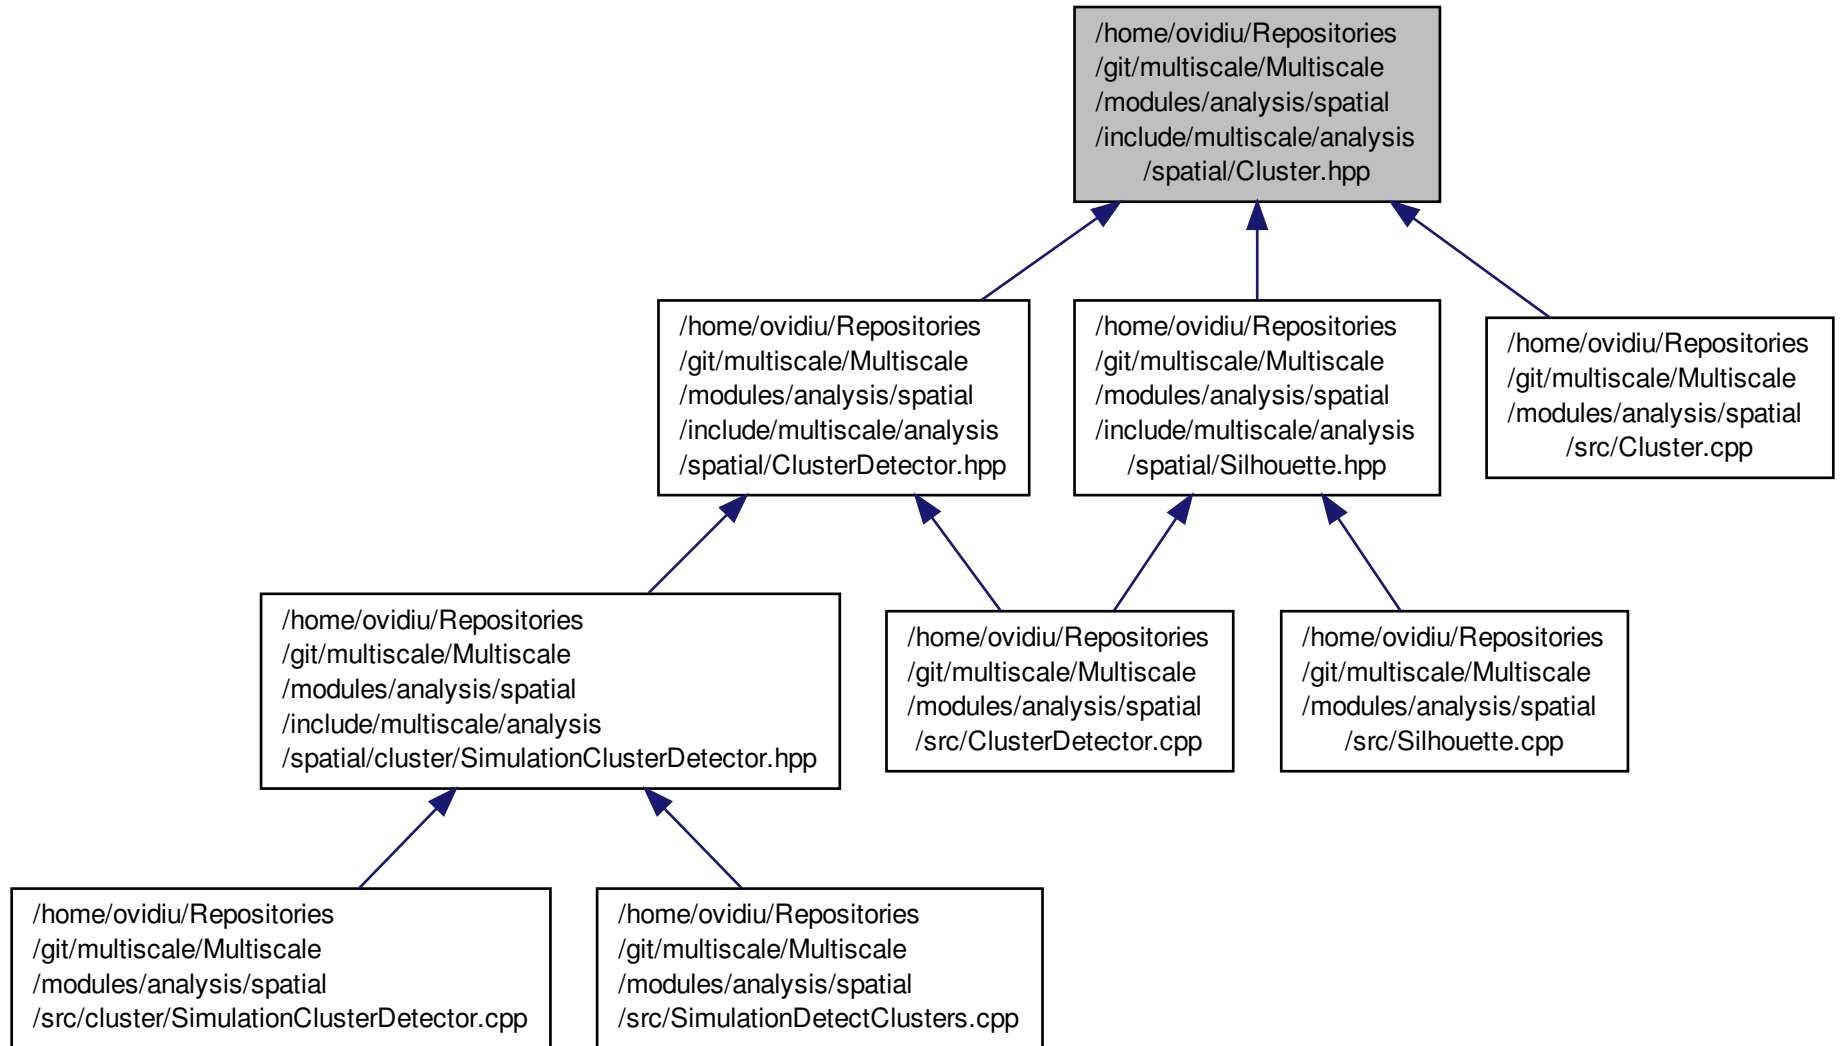 /home/ovidiu/Repositories
/git/multiscale/Multiscale
/modules/analysis/spatial
/include/multiscale/analysis
/spatial/Cluster.hpp
/home/ovidiu/Repositories
/git/multiscale/Multiscale
/modules/analysis/spatial
/include/multiscale/analysis
/spatial/ClusterDetector.hpp
/home/ovidiu/Repositories
/git/multiscale/Multiscale
/modules/analysis/spatial
/include/multiscale/analysis
/spatial/Silhouette.hpp
/home/ovidiu/Repositories
/git/multiscale/Multiscale
/modules/analysis/spatial
/src/Cluster.cpp
/home/ovidiu/Repositories
/git/multiscale/Multiscale
/modules/analysis/spatial
/include/multiscale/analysis
/spatial/cluster/SimulationClusterDetector.hpp
/home/ovidiu/Repositories
/git/multiscale/Multiscale
/modules/analysis/spatial
/src/ClusterDetector.cpp
/home/ovidiu/Repositories
/git/multiscale/Multiscale
/modules/analysis/spatial
/src/Silhouette.cpp
/home/ovidiu/Repositories
/git/multiscale/Multiscale
/modules/analysis/spatial
/src/cluster/SimulationClusterDetector.cpp
/home/ovidiu/Repositories
/git/multiscale/Multiscale
/modules/analysis/spatial
/src/SimulationDetectClusters.cpp